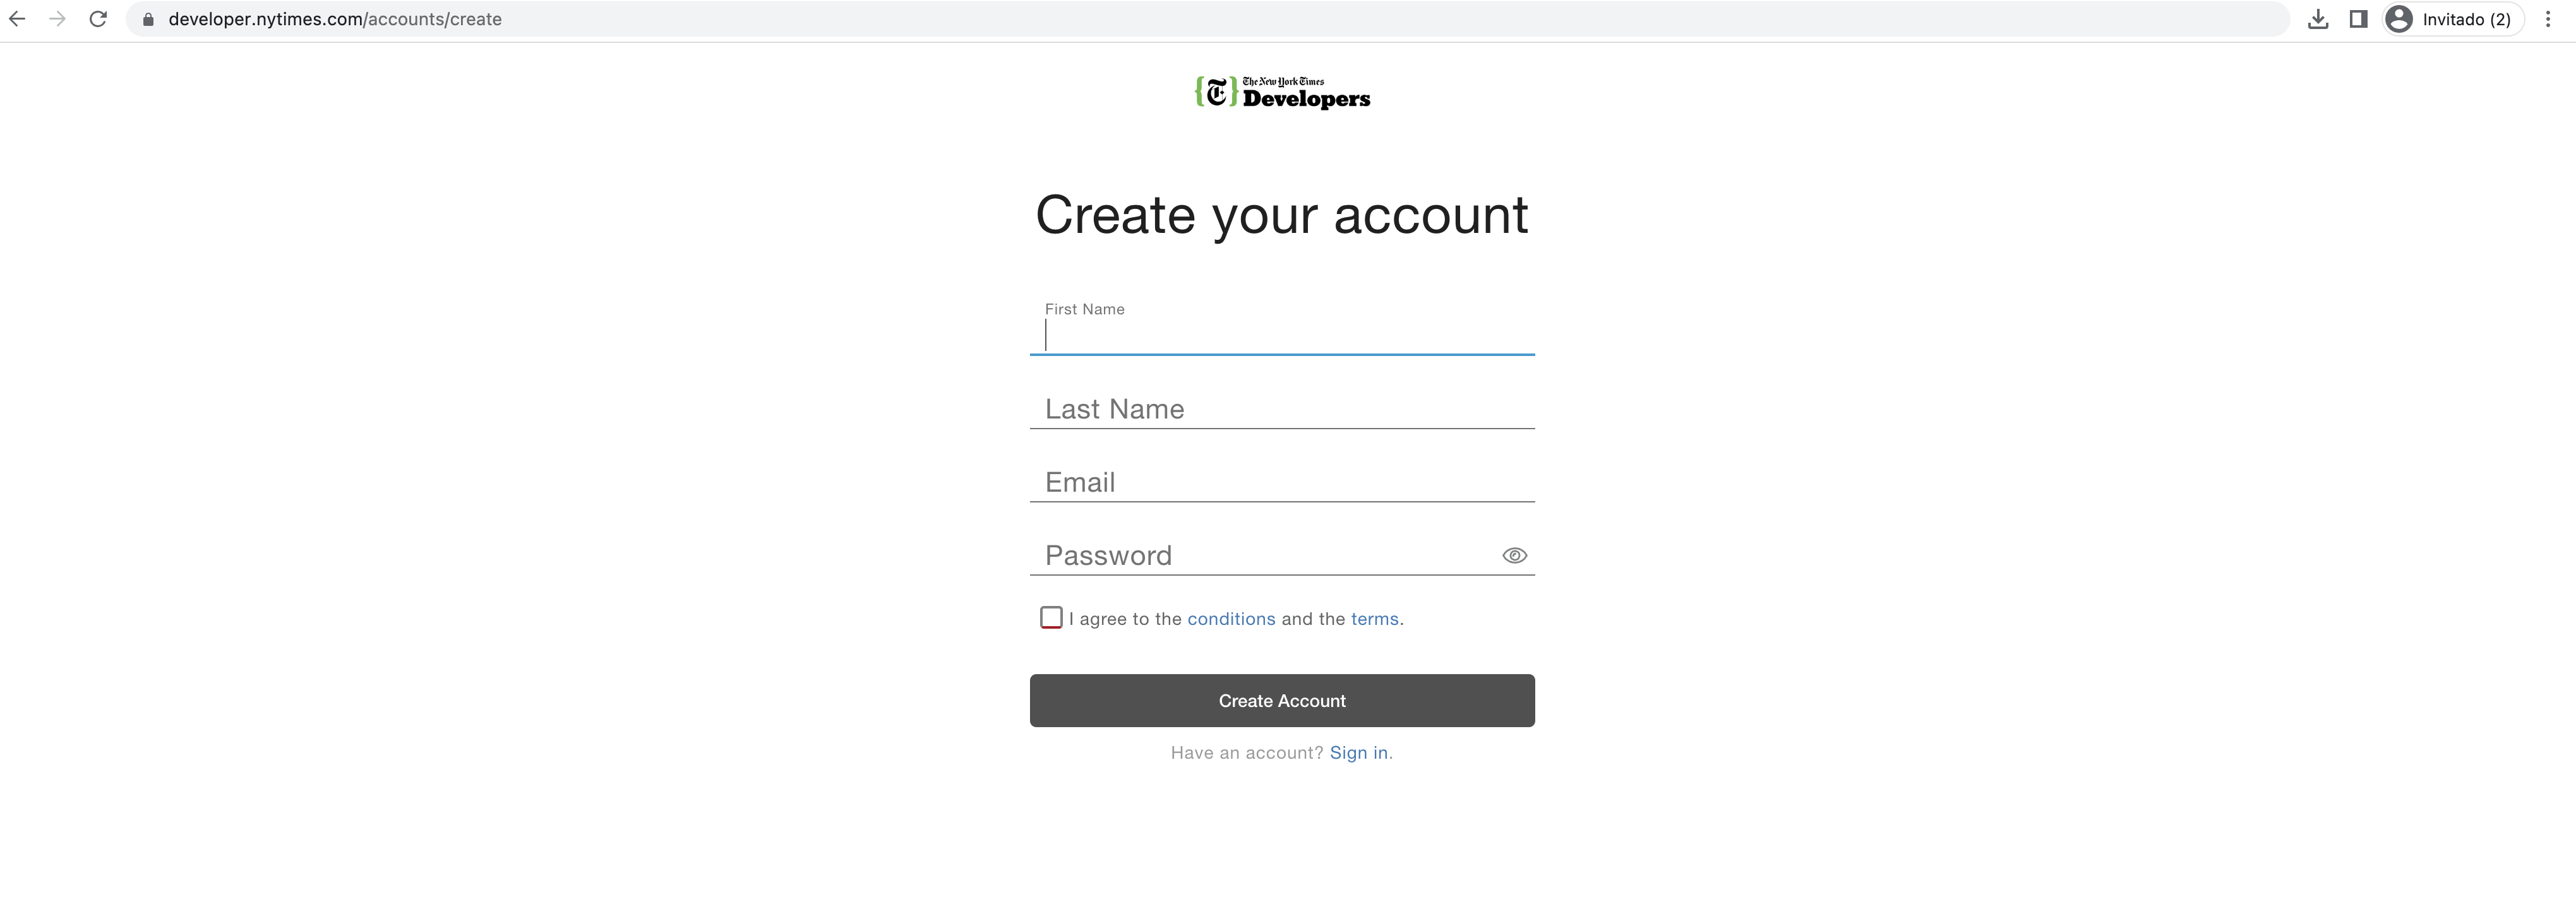 developer.nytimes.com/accounts/create
Invitado (2)
{T} The New York Times
Developers
Create your account
First Name
Last Name
Email
Password
I agree to the conditions and the terms.
Create Account
Have an account? Sign in.